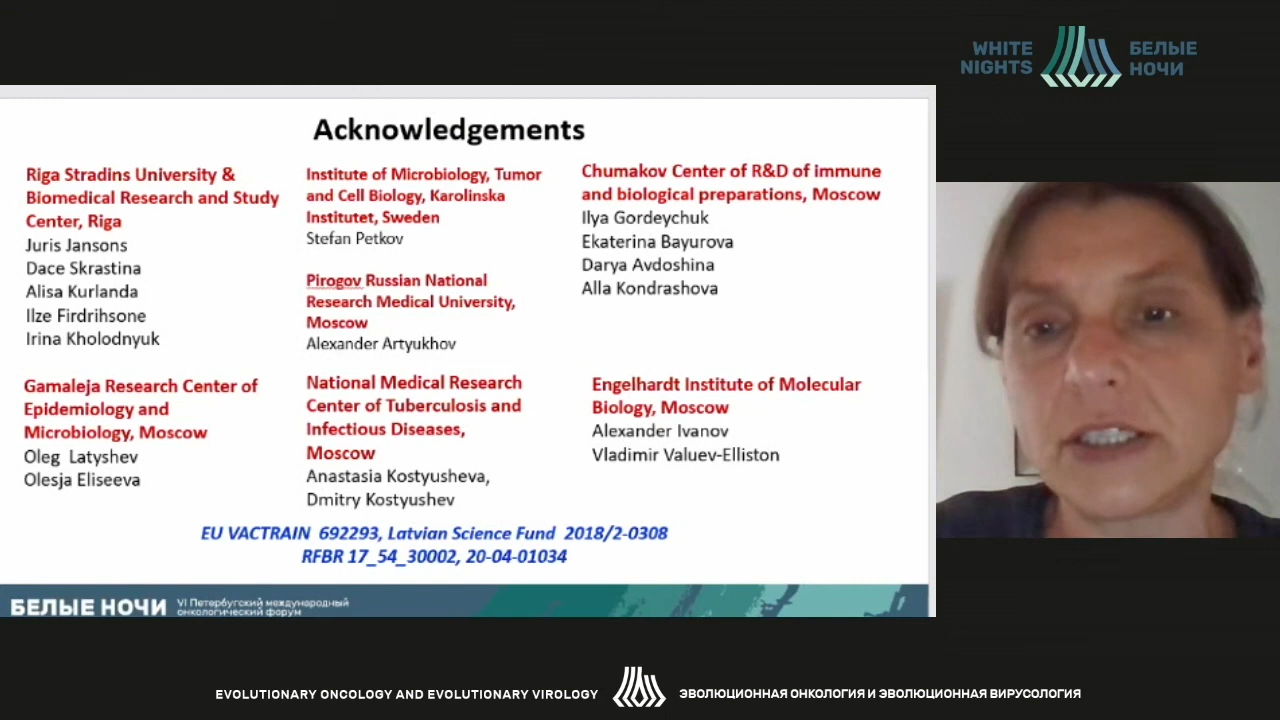 WHITE
NIGHTS
БЕЛЫЕ
НОЧИ
Acknowledgements
Riga Stradins University &
Biomedical Research and Study
Center, Riga
Juris Jansons
Dace Skrastina
Alisa Kurlanda
Ilze Firdrihsone
Irina Kholodnyuk
Institute of Microbiology, Tumor
and Cell Biology, Karolinska
Institutet, Sweden
Stefan Petkov
Pirogov Russian National
Research Medical University,
Moscow
Alexander Artyukhov
Chumakov Center of R&D of immune
and biological preparations, Moscow
Ilya Gordeychuk
Ekaterina Bayurova
Darya Avdoshina
Alla Kondrashova
Gamaleja Research Center of
Epidemiology and
Microbiology, Moscow
Oleg Latyshev
Olesja Eliseeva
National Medical Research
Center of Tuberculosis and
Infectious Diseases,
Moscow
Anastasia Kostyusheva,
Dmitry Kostyushev
Engelhardt Institute of Molecular
Biology, Moscow
Alexander Ivanov
Vladimir Valuev-Elliston
EU VACTRAIN 692293, Latvian Science Fund 2018/2-0308
RFBR 17_54_30002, 20-04-01034
БЕЛЫЕ НОЧИ
VI Петербургский международный
онкологический форум
EVOLUTIONARY ONCOLOGY AND EVOLUTIONARY VIROLOGY
ЭВОЛЮЦИОННАЯ ОНКОЛОГИЯ И ЭВОЛЮЦИОННАЯ ВИРУСОЛОГИЯ